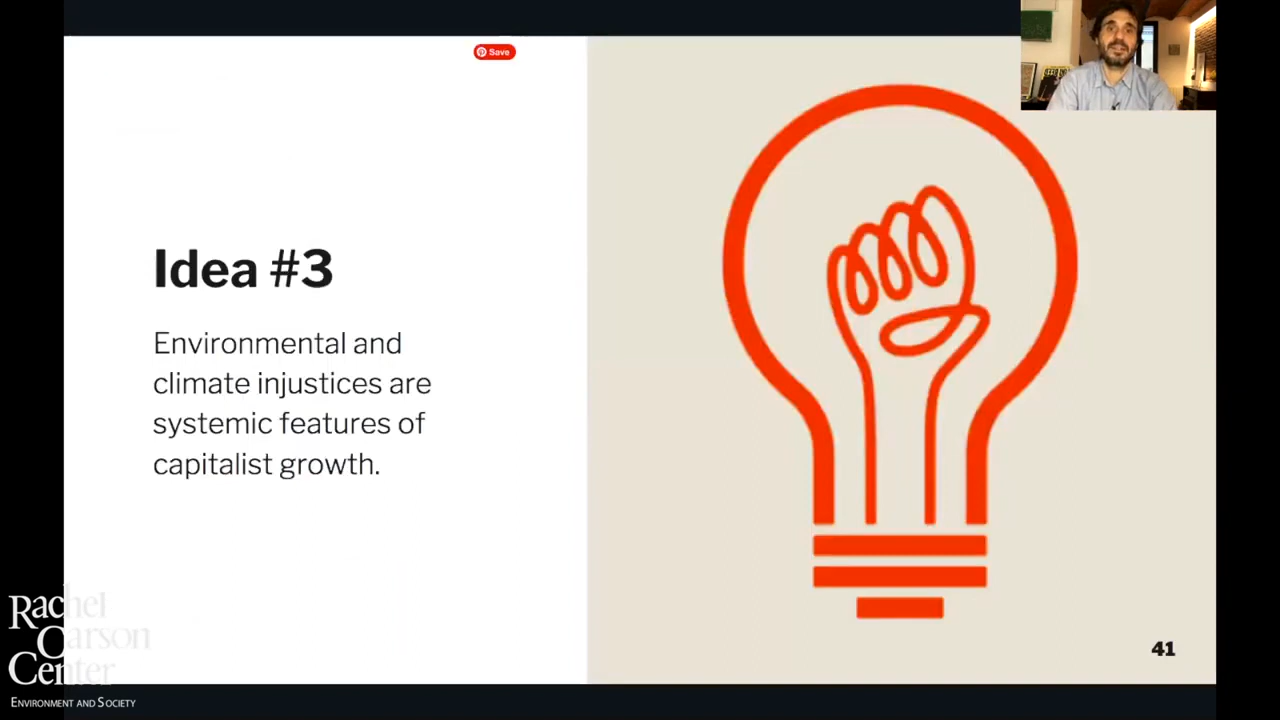 Save
Idea #3
Environmental and
climate injustices are
systemic features of
capitalist growth.
41
Rachel
Carson
Center
ENVIRONMENT AND SOCIETY